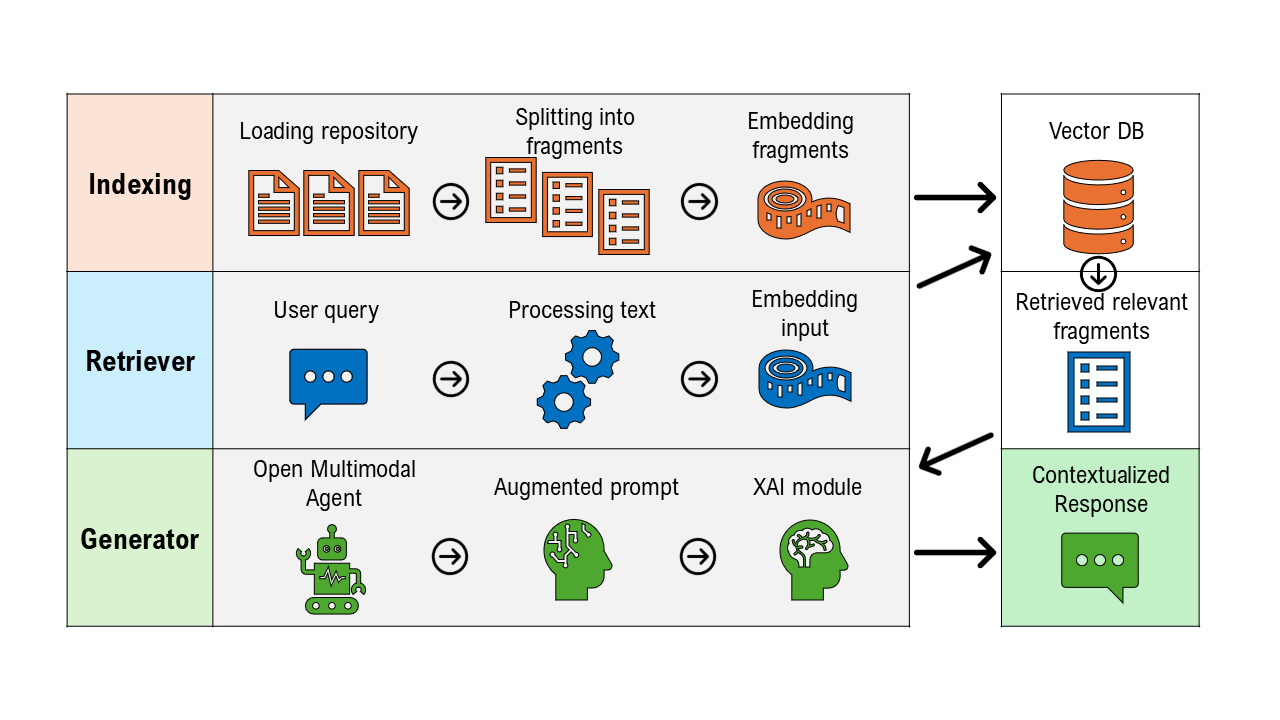 Indexing
Loading repository
Splitting into
fragments
Embedding
fragments
Vector DB
Retriever
User query
Processing text
Embedding
input
Retrieved relevant
fragments
Generator
Open Multimodal
Agent
Augmented prompt
XAI module
Contextualized
Response